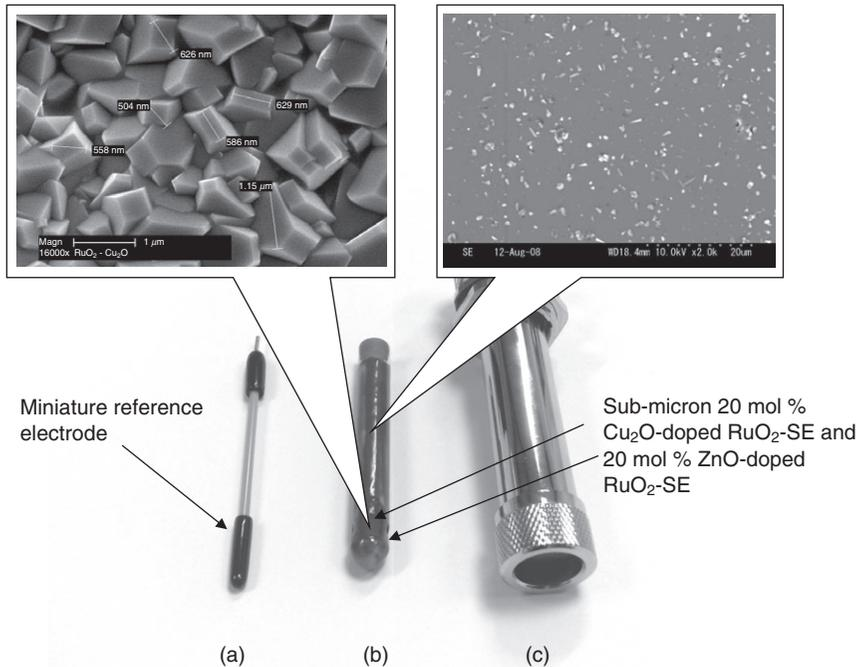 626 nm
504 nm
629 nm
586 nm
558 nm
1.15 µm
Magn 1 µm
16000x RuO₂ - Cu₂O
SE 12-Aug-08 WD18.4mm 10.0kV x2.0k 20um
Miniature reference
electrode
Sub-micron 20 mol %
Cu₂O-doped RuO₂-SE and
20 mol % ZnO-doped
RuO₂-SE
(a) (b) (c)